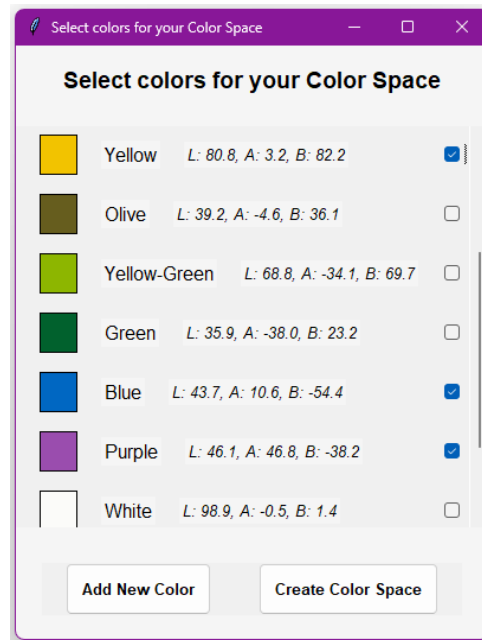 Select colors for your Color Space
Select colors for your Color Space
Yellow L: 80.8, A: 3.2, B: 82.2
Olive L: 39.2, A: -4.6, B: 36.1
Yellow-Green L: 68.8, A: -34.1, B: 69.7
Green L: 35.9, A: -38.0, B: 23.2
Blue L: 43.7, A: 10.6, B: -54.4
Purple L: 46.1, A: 46.8, B: -38.2
White L: 98.9, A: -0.5, B: 1.4
Add New Color Create Color Space